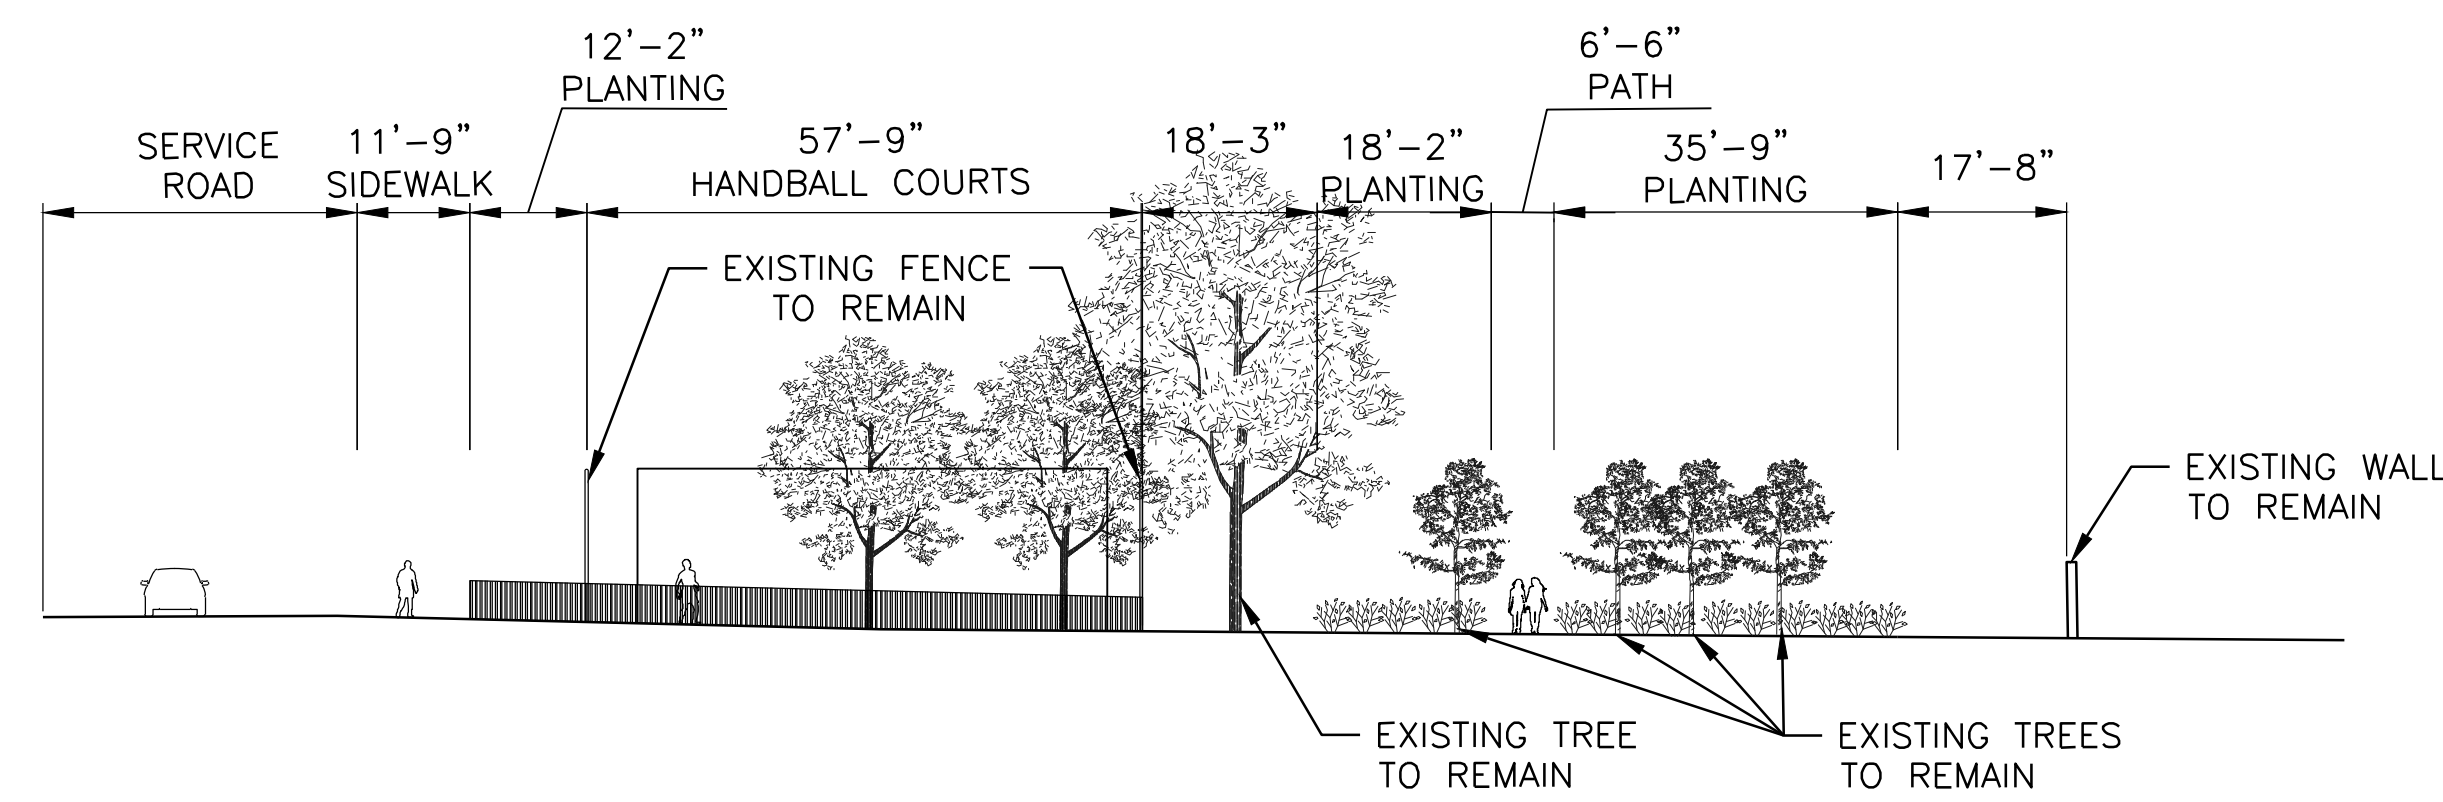 12'-2"
PLANTING
6'-6"
PATH
SERVICE
ROAD
11'-9"
SIDEWALK
57'-9"
HANDBALL COURTS
18'-3"
18'-2"
PLANTING
35'-9"
PLANTING
17'-8"
EXISTING FENCE
TO REMAIN
EXISTING WALL
TO REMAIN
EXISTING TREE
TO REMAIN
EXISTING TREES
TO REMAIN